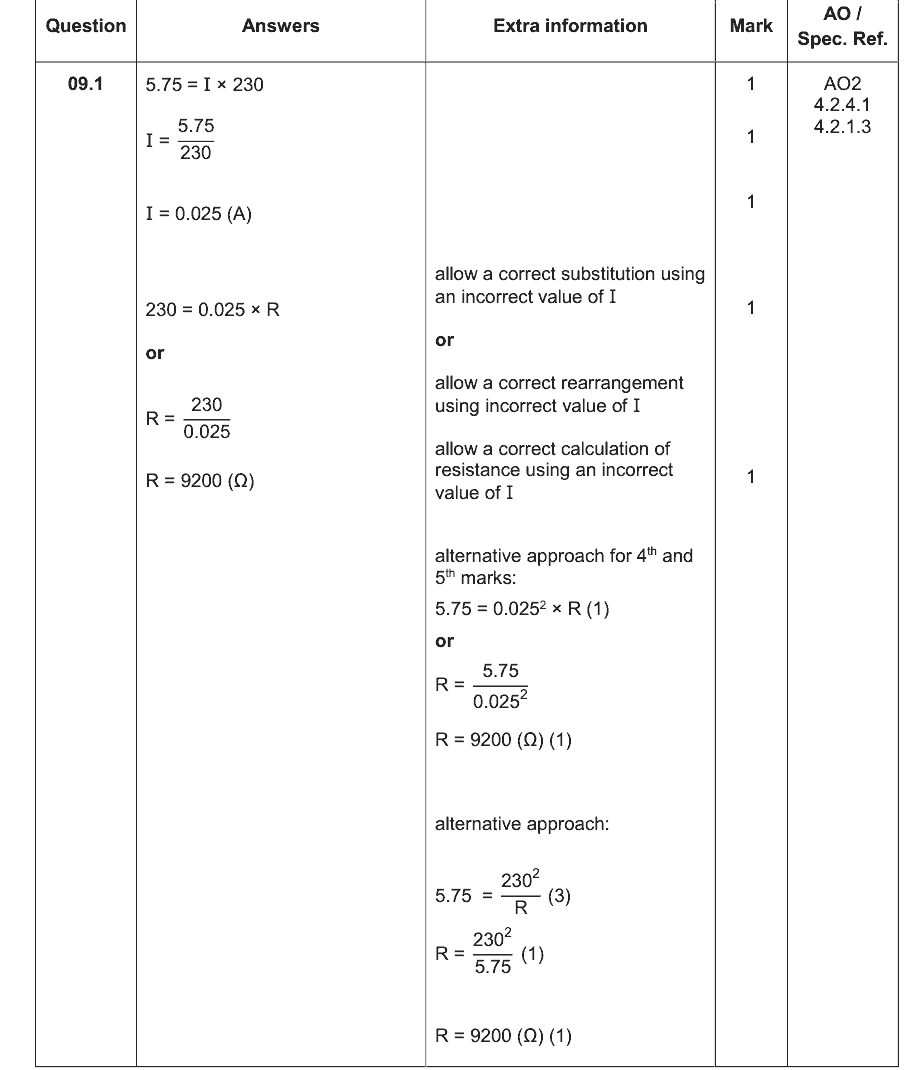 Question Answers Extra information Mark AO /
Spec. Ref.
09.1 5.75 = I × 230 1 AO2
4.2.4.1
4.2.1.3
I = 5.75/230 1
I = 0.025 (A) 1
allow a correct substitution using
an incorrect value of I
230 = 0.025 × R 1
or
or
allow a correct rearrangement
using incorrect value of I
R = 230/0.025
allow a correct calculation of
resistance using an incorrect
value of I
R = 9200 (Ω) 1
alternative approach for 4th and
5th marks:
5.75 = 0.025² × R (1)
or
R = 5.75/0.025²
R = 9200 (Ω) (1)
alternative approach:
5.75 = 230²/R (3)
R = 230²/5.75 (1)
R = 9200 (Ω) (1)